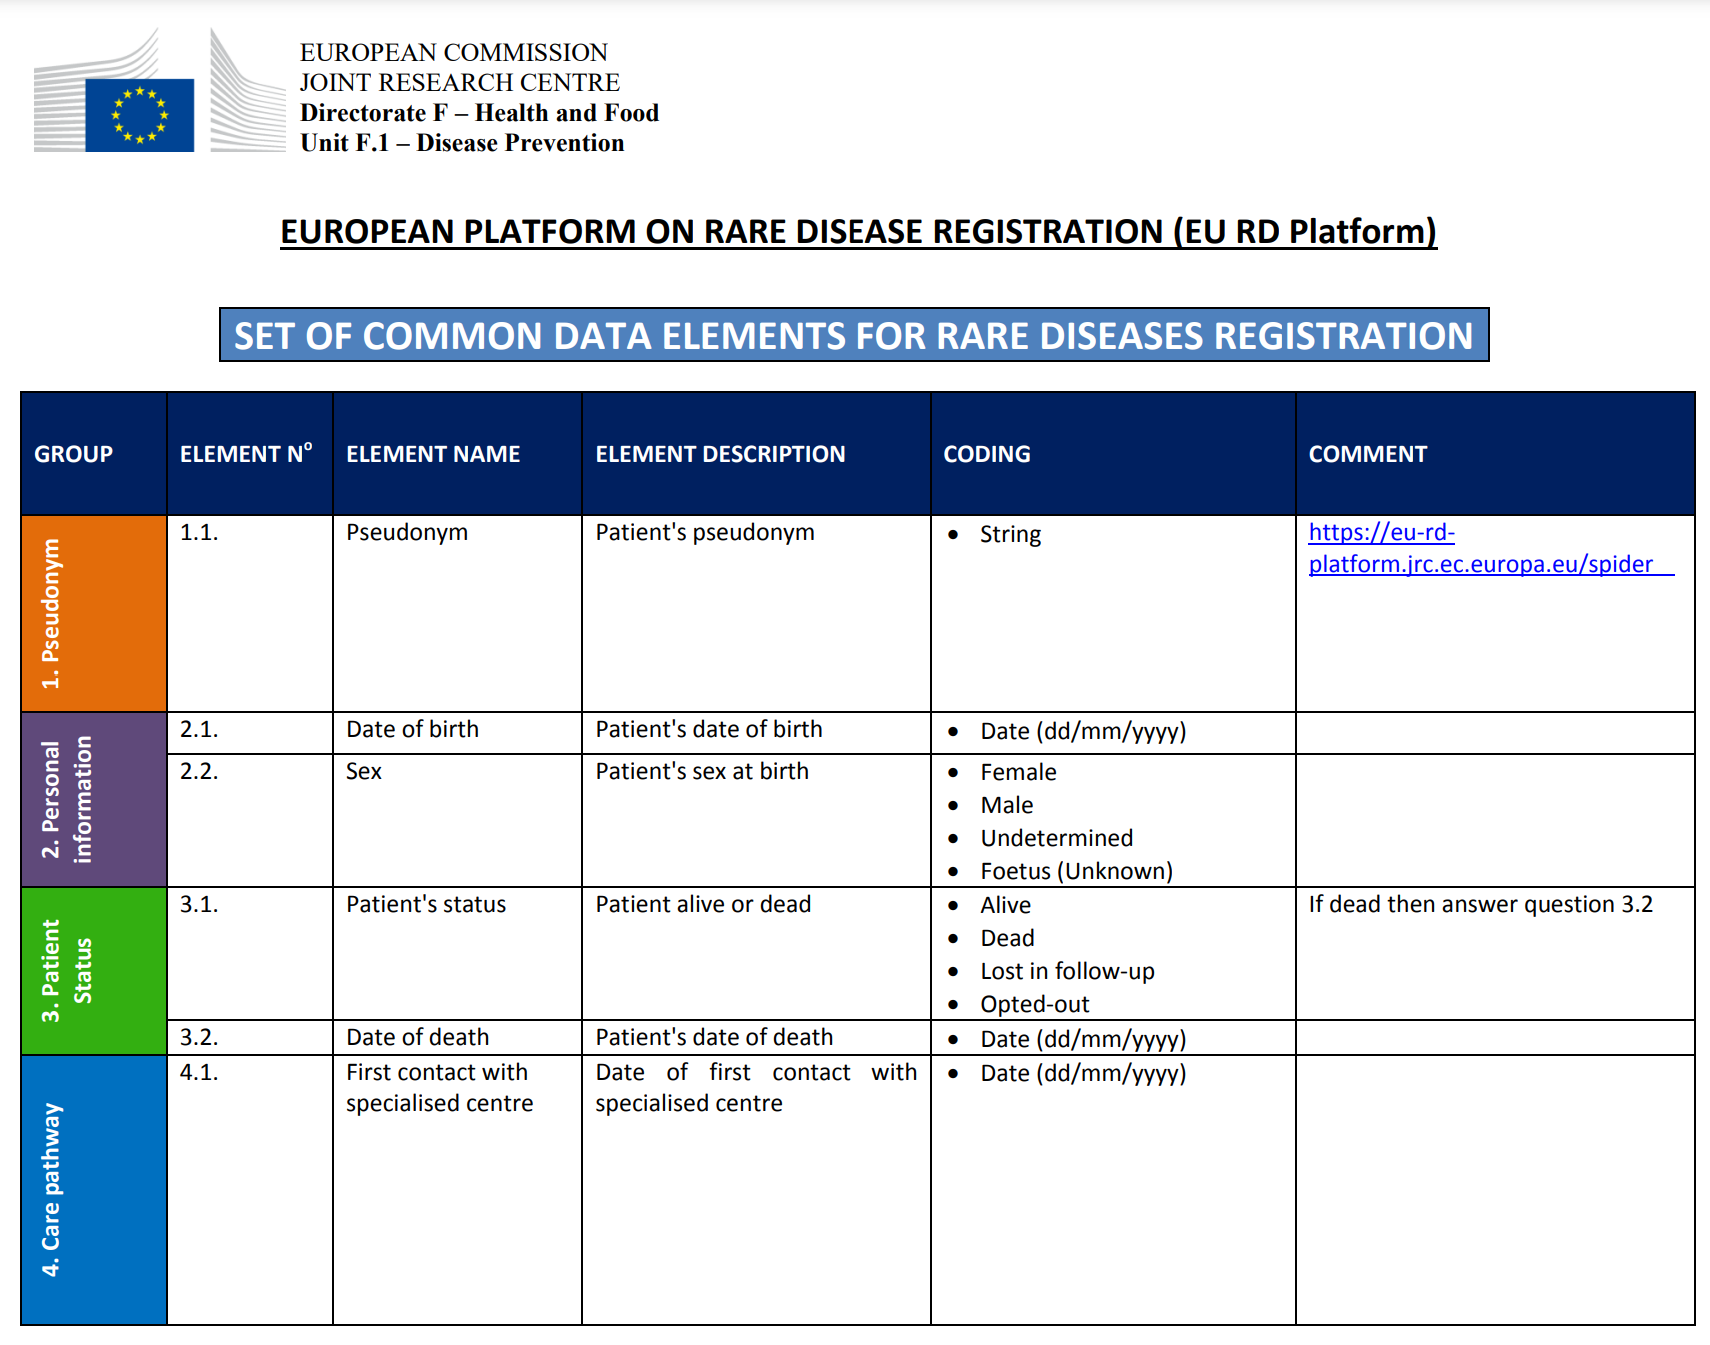 EUROPEAN COMMISSION
JOINT RESEARCH CENTRE
Directorate F – Health and Food
Unit F.1 – Disease Prevention
EUROPEAN PLATFORM ON RARE DISEASE REGISTRATION (EU RD Platform)
SET OF COMMON DATA ELEMENTS FOR RARE DISEASES REGISTRATION
GROUP ELEMENT Nº ELEMENT NAME ELEMENT DESCRIPTION CODING COMMENT
1. Pseudonym
1.1. Pseudonym Patient's pseudonym • String https://eu-rd-
platform.jrc.ec.europa.eu/spider
2. Personal
information
2.1. Date of birth Patient's date of birth • Date (dd/mm/yyyy)
2.2. Sex Patient's sex at birth • Female
• Male
• Undetermined
• Foetus (Unknown)
3. Patient
Status
3.1. Patient's status Patient alive or dead • Alive If dead then answer question 3.2
• Dead
• Lost in follow-up
• Opted-out
3.2. Date of death Patient's date of death • Date (dd/mm/yyyy)
4. Care pathway
4.1. First contact with Date of first contact with • Date (dd/mm/yyyy)
specialised centre specialised centre